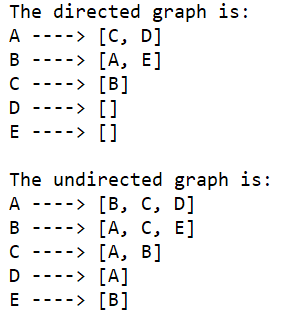 The directed graph is:
A ----> [C, D]
B ----> [A, E]
C ----> [B]
D ----> []
E ----> []

The undirected graph is:
A ----> [B, C, D]
B ----> [A, C, E]
C ----> [A, B]
D ----> [A]
E ----> [B]